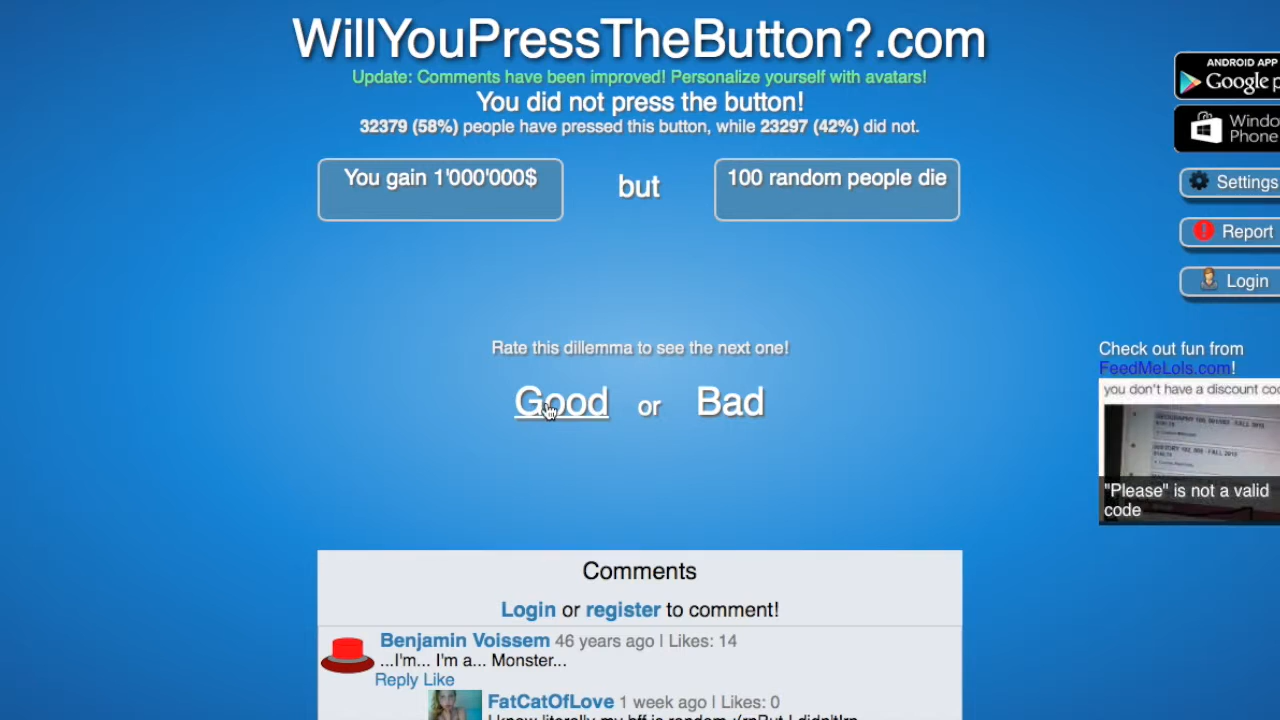 WillYouPressTheButton?.com
Update: Comments have been improved! Personalize yourself with avatars!
You did not press the button!
32379 (58%) people have pressed this button, while 23297 (42%) did not.
You gain 1'000'000$
but
100 random people die
ANDROID APP
Google p
Windo
Phone
Settings
Report
Login
Rate this dillemma to see the next one!
Good or Bad
Check out fun from
FeedMeLols.com!
you don't have a discount coo
"Please" is not a valid
code
Comments
Login or register to comment!
Benjamin Voissem 46 years ago | Likes: 14
...I'm... I'm a... Monster...
Reply Like
FatCatOfLove 1 week ago | Likes: 0